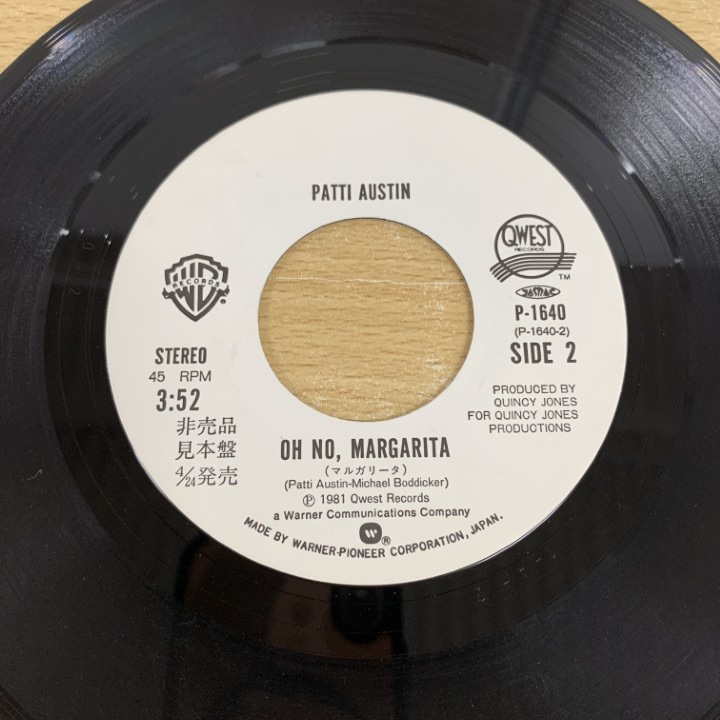 PATTI AUSTIN
WB
RECORDS
QWEST
RECORDS
TM
JASRAC
P-1640
(P-1640-2)
SIDE 2
STEREO
45 RPM
3:52
非売品
見本盤
4/24発売
PRODUCED BY
QUINCY JONES
FOR QUINCY JONES
PRODUCTIONS
OH NO, MARGARITA
(マルガリータ)
(Patti Austin-Michael Boddicker)
Ⓟ 1981 Qwest Records
a Warner Communications Company
®
MADE BY WARNER-PIONEER CORPORATION, JAPAN.